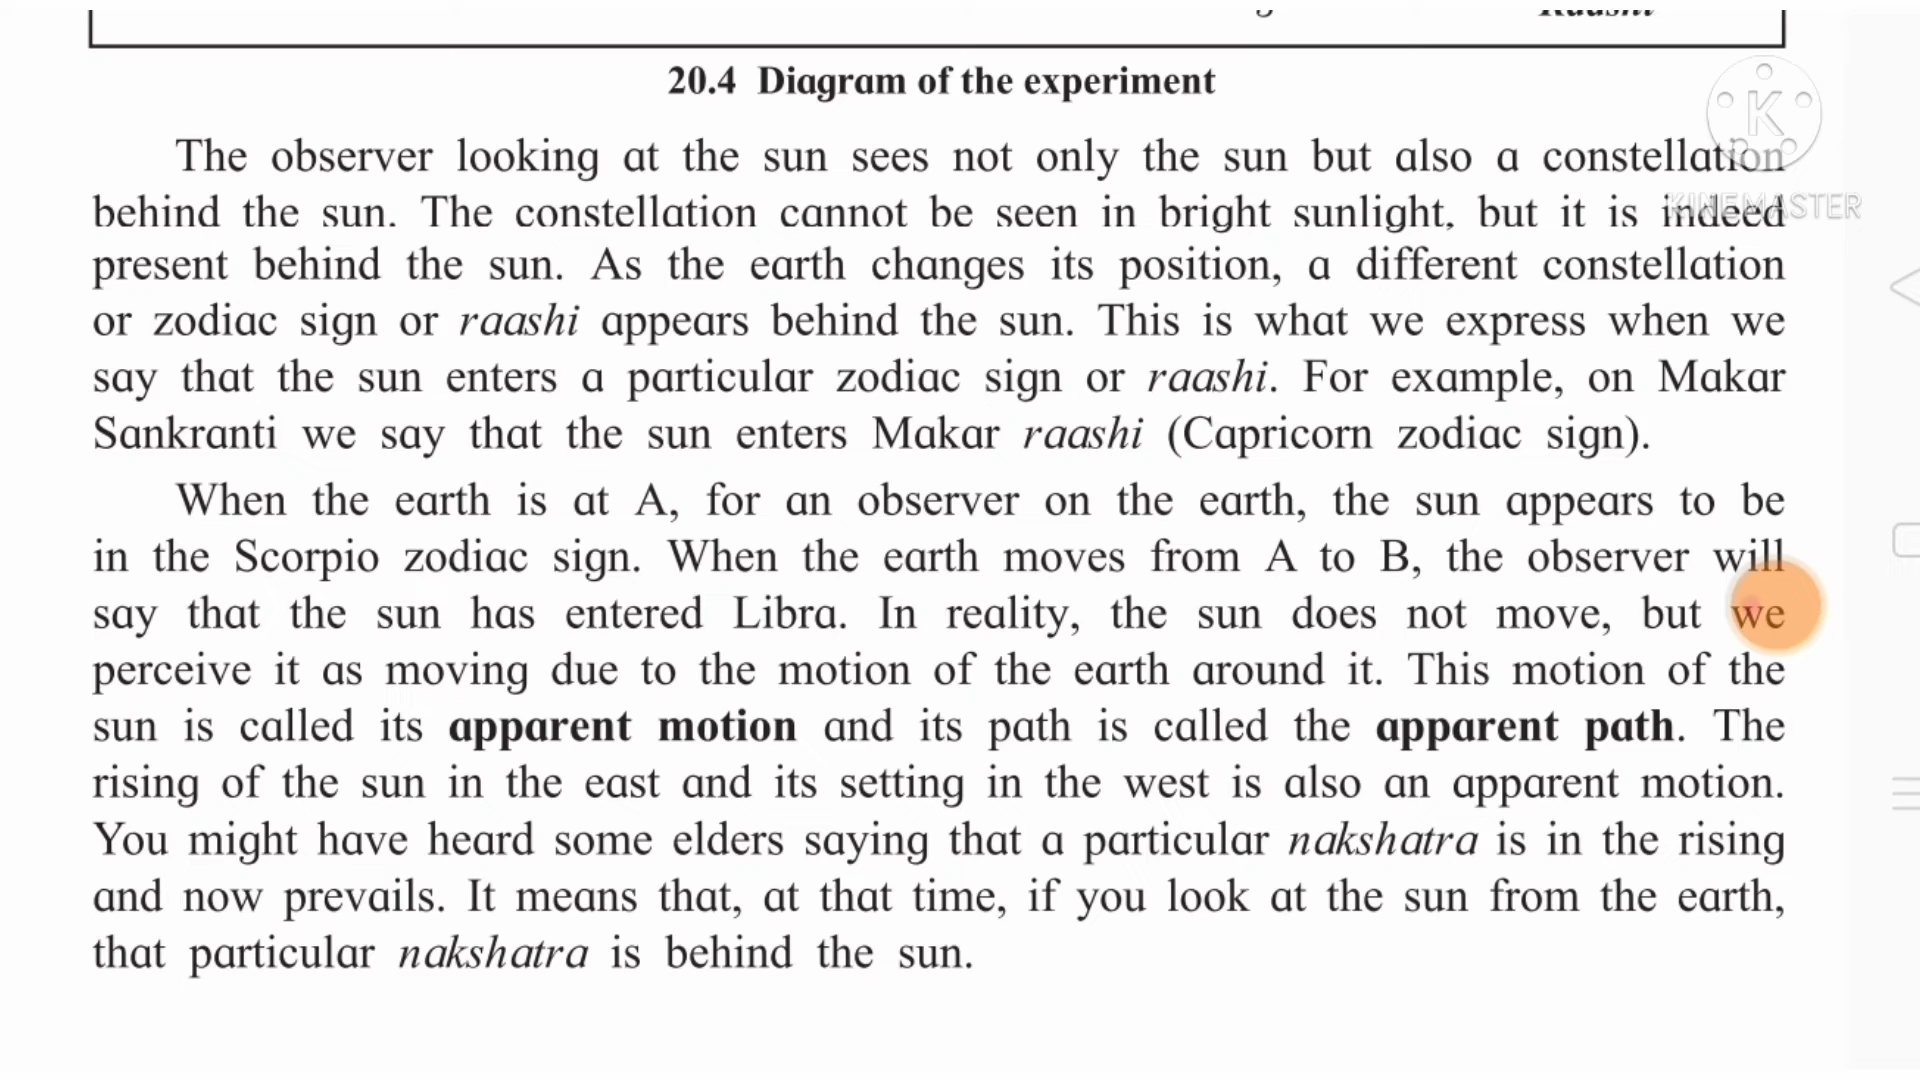 Raashi
20.4 Diagram of the experiment
The observer looking at the sun sees not only the sun but also a constellation
behind the sun. The constellation cannot be seen in bright sunlight, but it is indeed
present behind the sun. As the earth changes its position, a different constellation
or zodiac sign or raashi appears behind the sun. This is what we express when we
say that the sun enters a particular zodiac sign or raashi. For example, on Makar
Sankranti we say that the sun enters Makar raashi (Capricorn zodiac sign).
When the earth is at A, for an observer on the earth, the sun appears to be
in the Scorpio zodiac sign. When the earth moves from A to B, the observer will
say that the sun has entered Libra. In reality, the sun does not move, but we
perceive it as moving due to the motion of the earth around it. This motion of the
sun is called its apparent motion and its path is called the apparent path. The
rising of the sun in the east and its setting in the west is also an apparent motion.
You might have heard some elders saying that a particular nakshatra is in the rising
and now prevails. It means that, at that time, if you look at the sun from the earth,
that particular nakshatra is behind the sun.
K
KINEMASTER